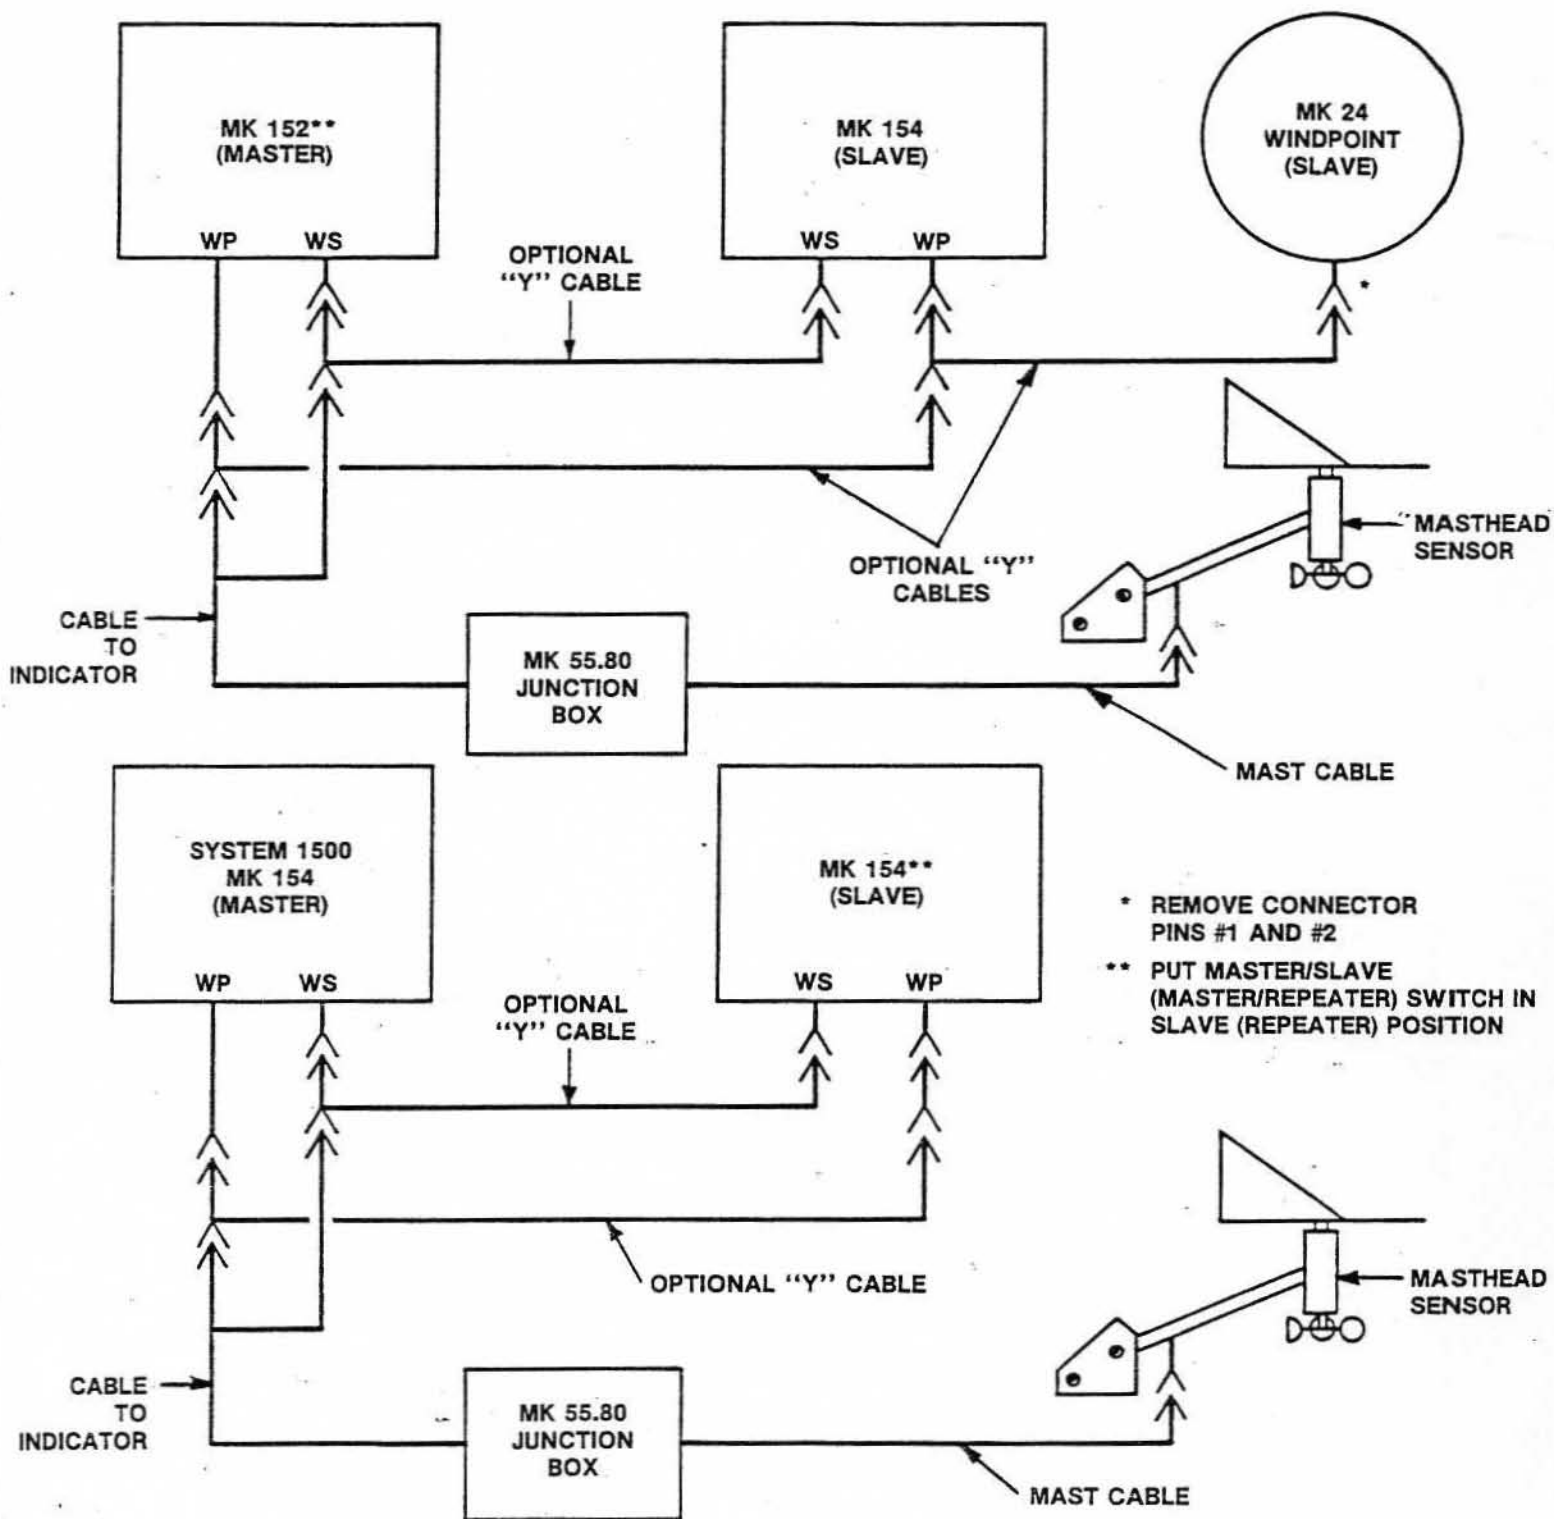 MK 152**
(MASTER)
WP WS
MK 154
(SLAVE)
WS WP
MK 24
WINDPOINT
(SLAVE)
*
OPTIONAL
“Y” CABLE
OPTIONAL “Y”
CABLES
MASTHEAD
SENSOR
CABLE
TO
INDICATOR
MK 55.80
JUNCTION
BOX
MAST CABLE
SYSTEM 1500
MK 154
(MASTER)
WP WS
MK 154**
(SLAVE)
WS WP
* REMOVE CONNECTOR
PINS #1 AND #2
** PUT MASTER/SLAVE
(MASTER/REPEATER) SWITCH IN
SLAVE (REPEATER) POSITION
OPTIONAL
“Y” CABLE
OPTIONAL “Y” CABLE
MASTHEAD
SENSOR
CABLE
TO
INDICATOR
MK 55.80
JUNCTION
BOX
MAST CABLE